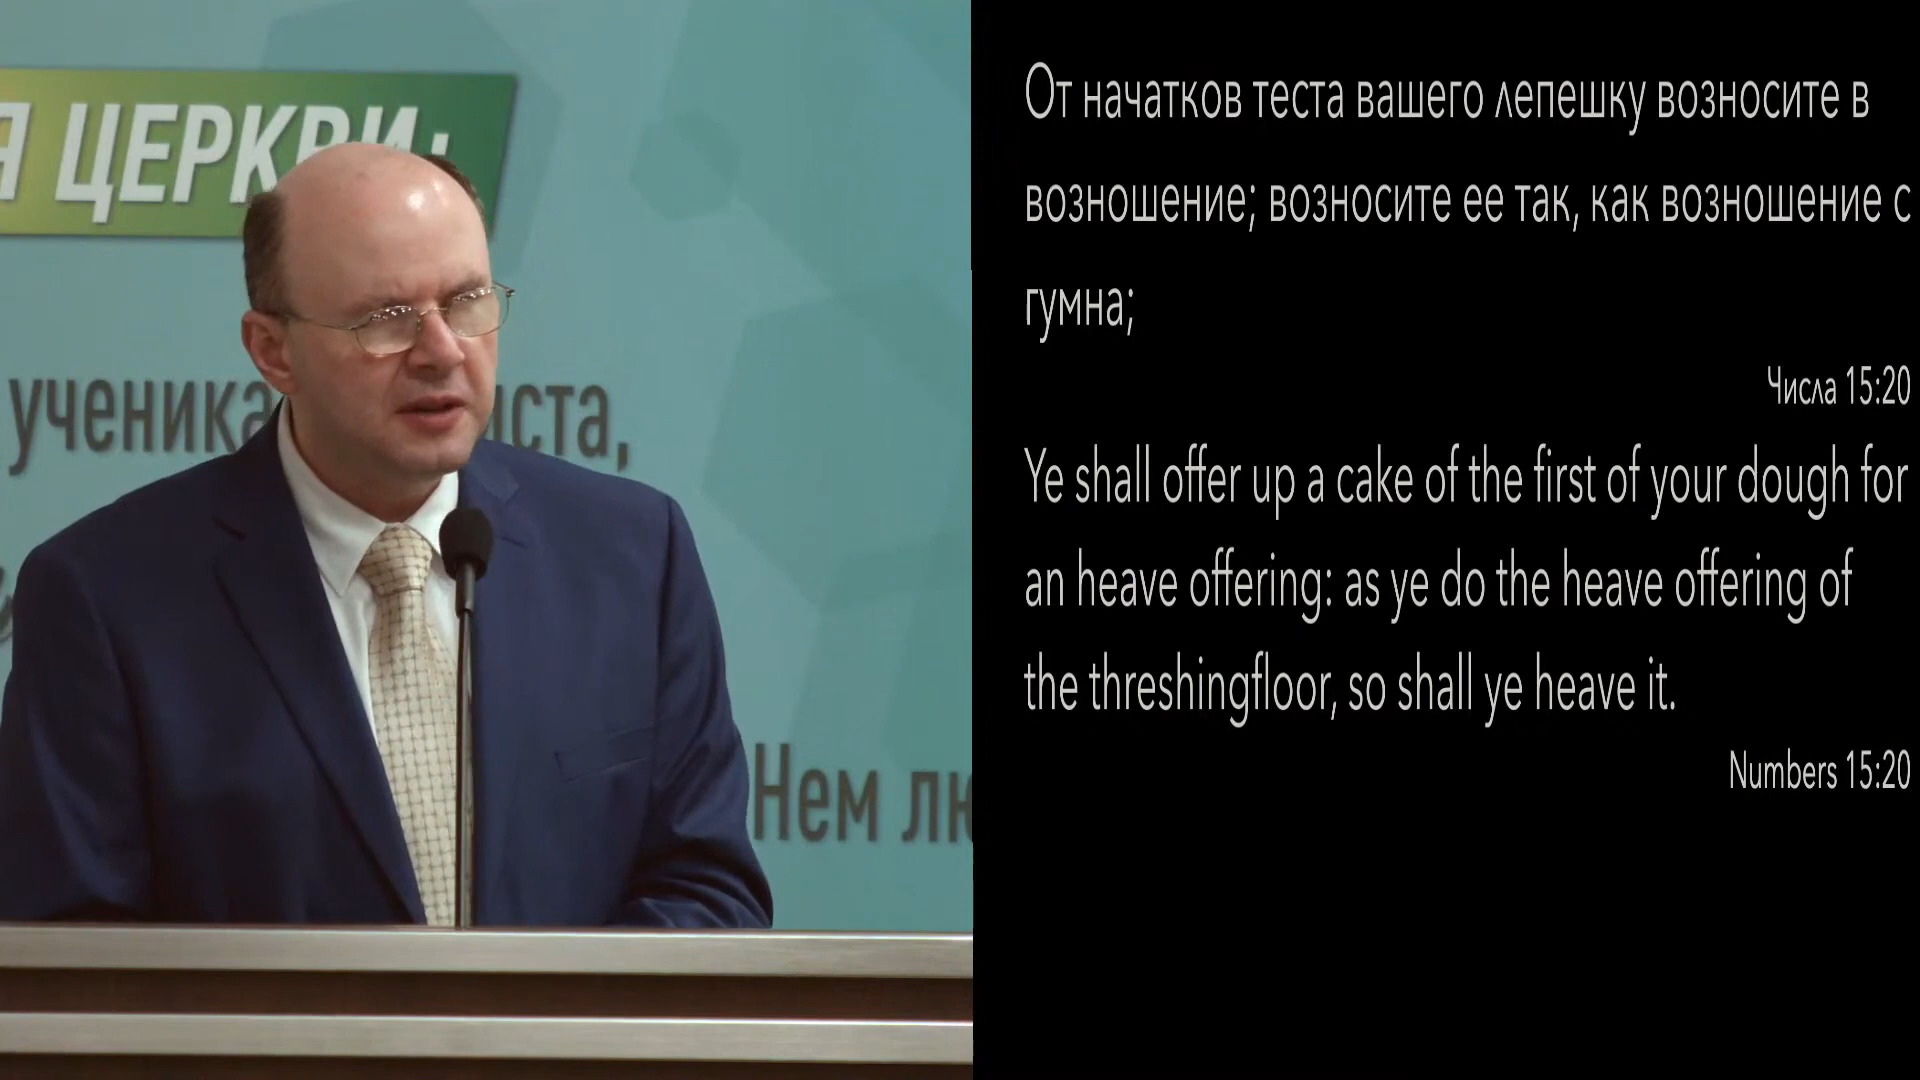 Я ЦЕРКВИ:
ученика
иста,
Нем
От начатков теста вашего лепешку возносите в
возношение; возносите ее так, как возношение с
гумна;
Числа 15:20
Ye shall offer up a cake of the first of your dough for
an heave offering: as ye do the heave offering of
the threshingfloor, so shall ye heave it.
Numbers 15:20